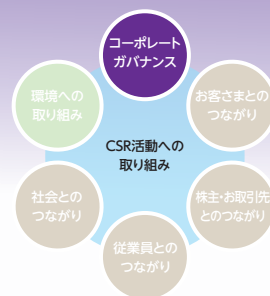 コーポレート
ガバナンス
環境への
取り組み
お客さまとの
つながり
CSR活動への
取り組み
社会との
つながり
株主・お取引先
とのつながり
従業員との
つながり